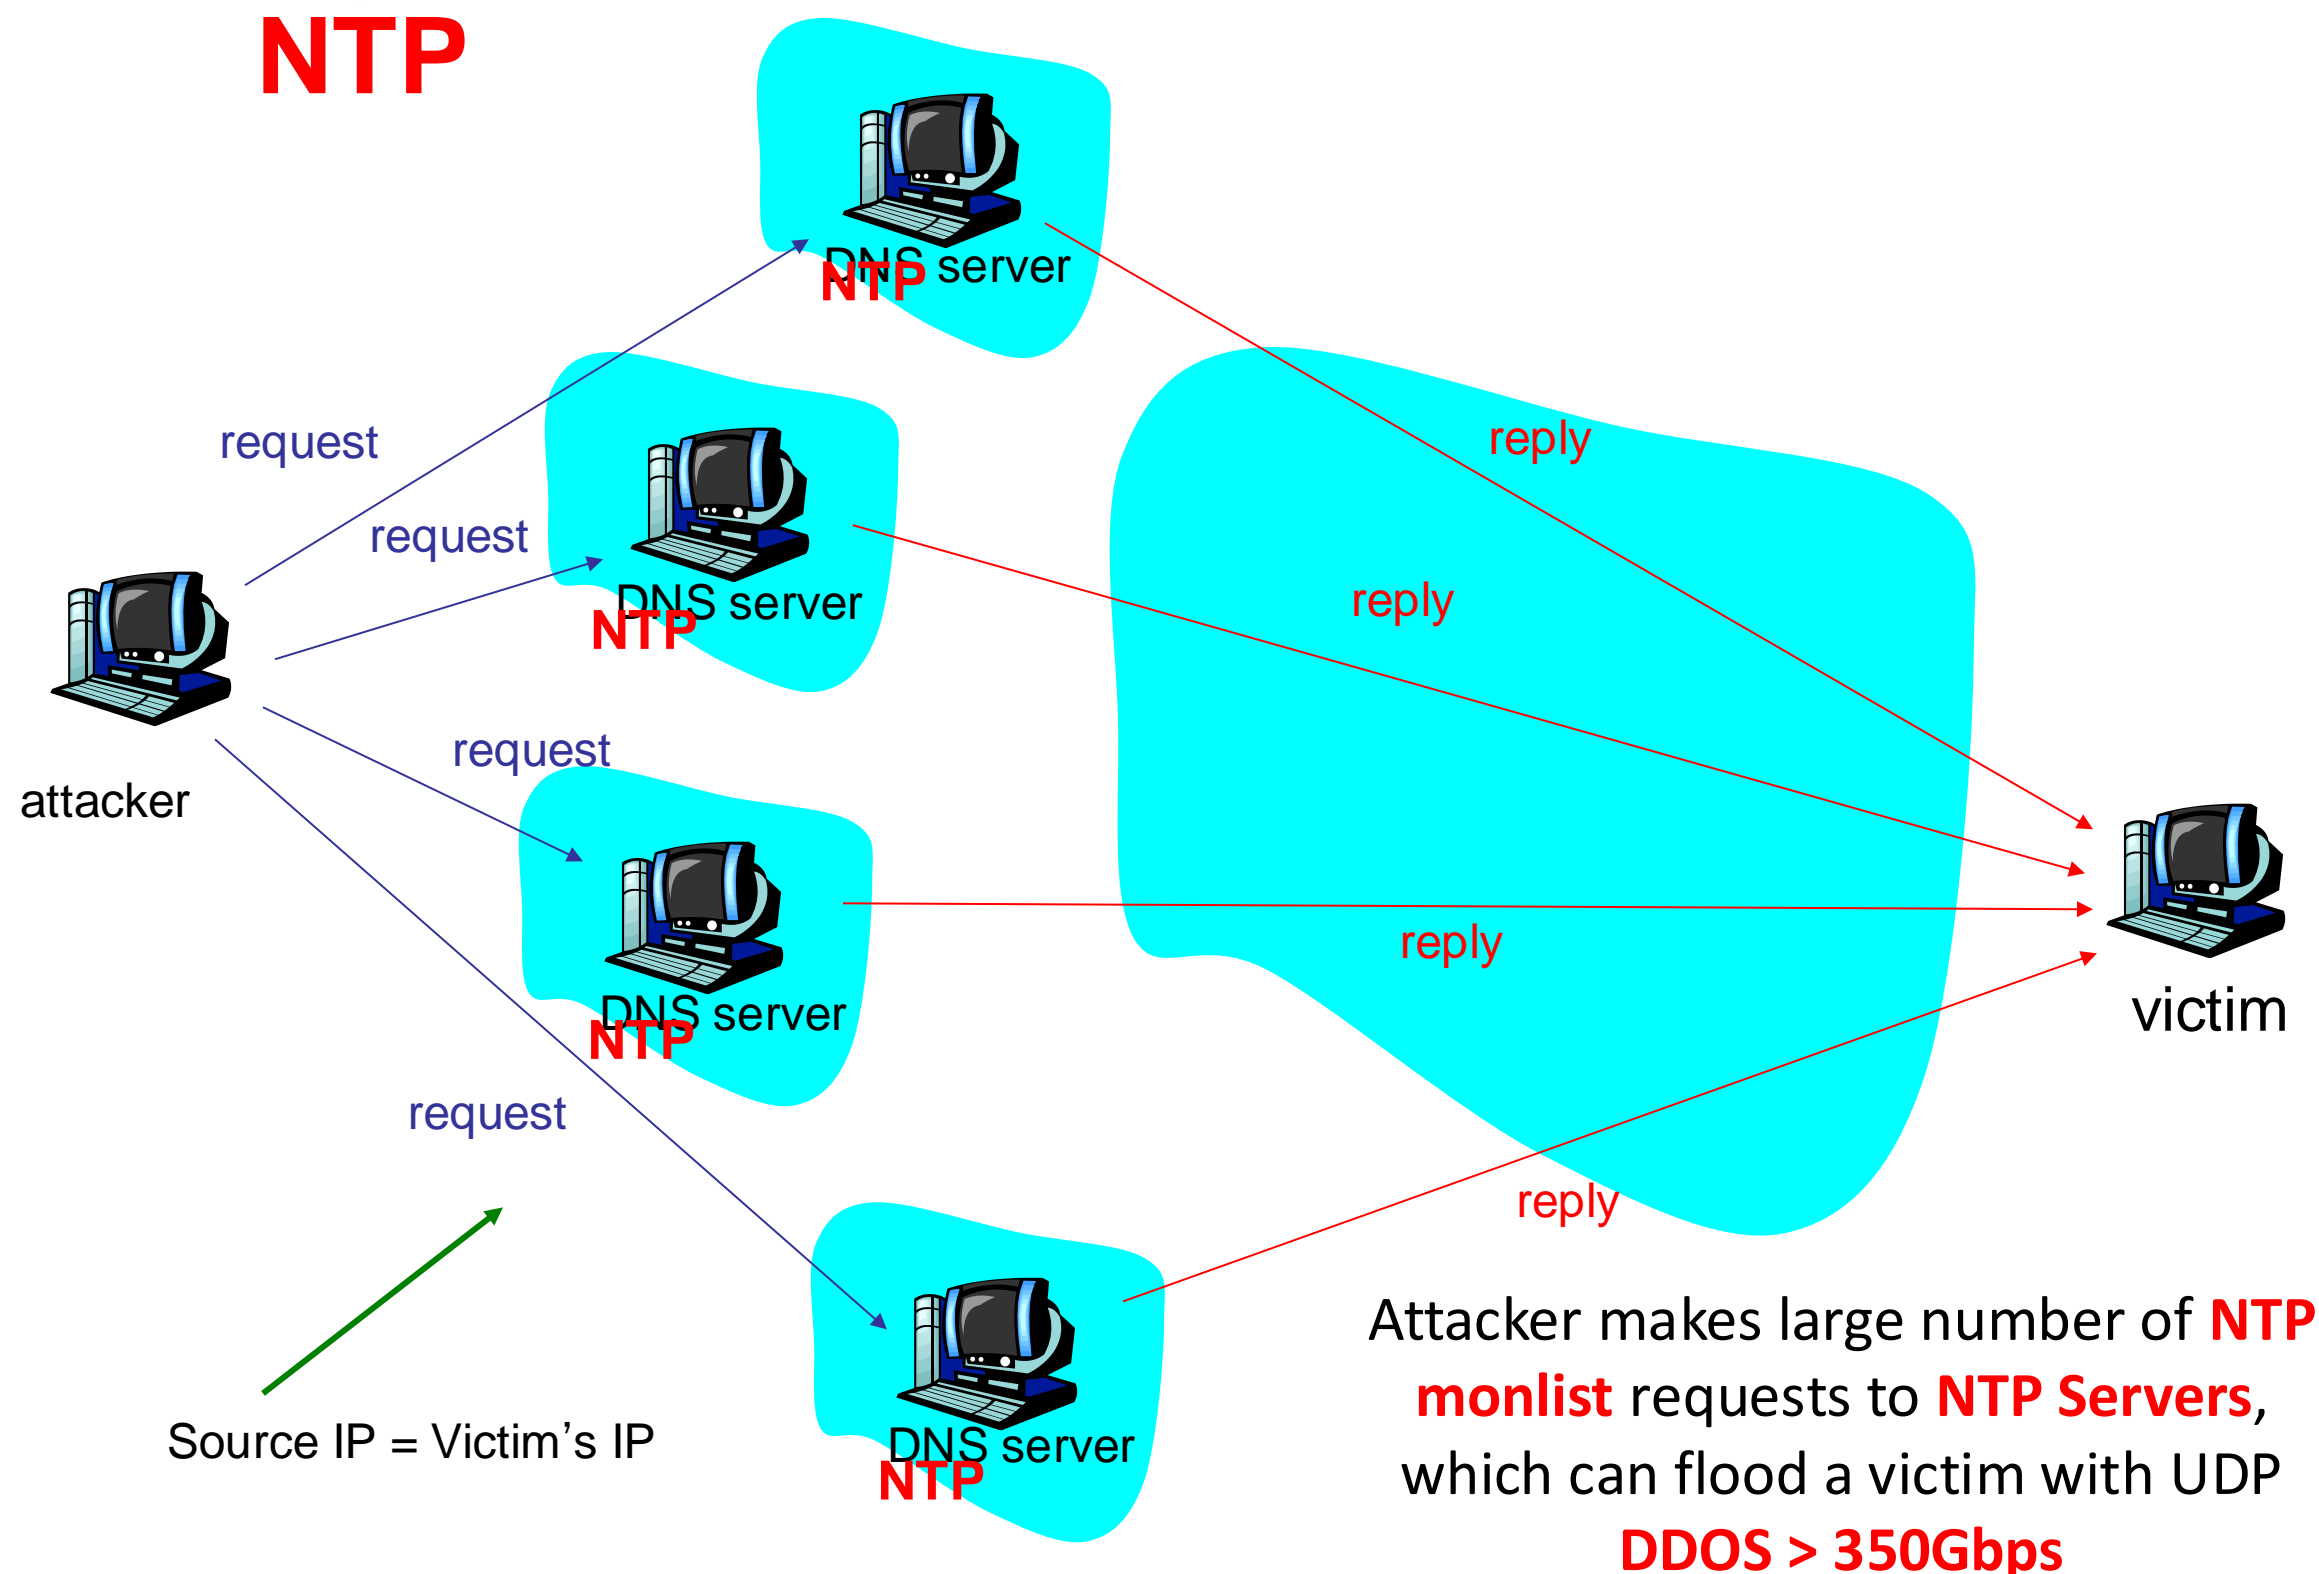 NTP
DNS server
NTP
request
reply
request
reply
DNS server
NTP
request
attacker
reply
DNS server
NTP
victim
request
reply
Attacker makes large number of NTP
monlist requests to NTP Servers,
which can flood a victim with UDP
DDOS > 350Gbps
Source IP = Victim’s IP
DNS server
NTP